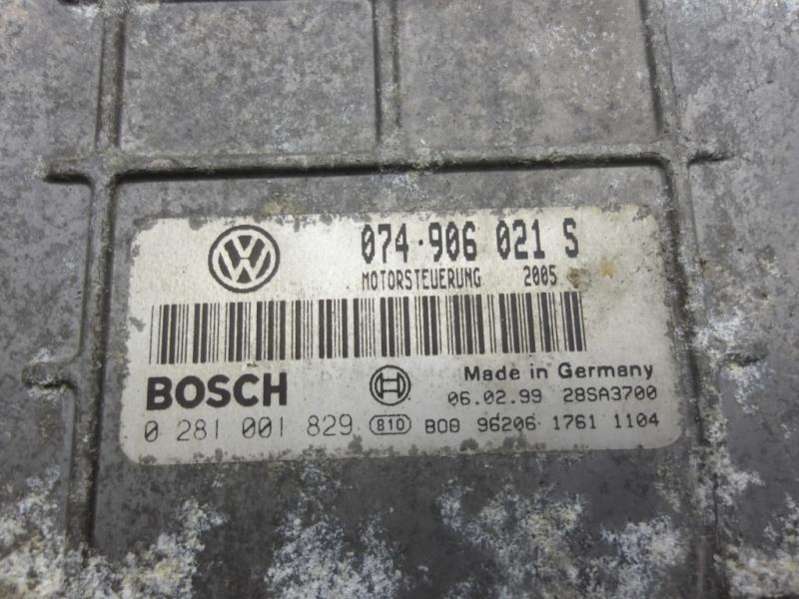 074·906 021 S
MOTORSTEUERUNG 2005
BOSCH
Made in Germany
06.02.99 28SA3700
0 281 001 829 810 BOB 96206 1761 1104